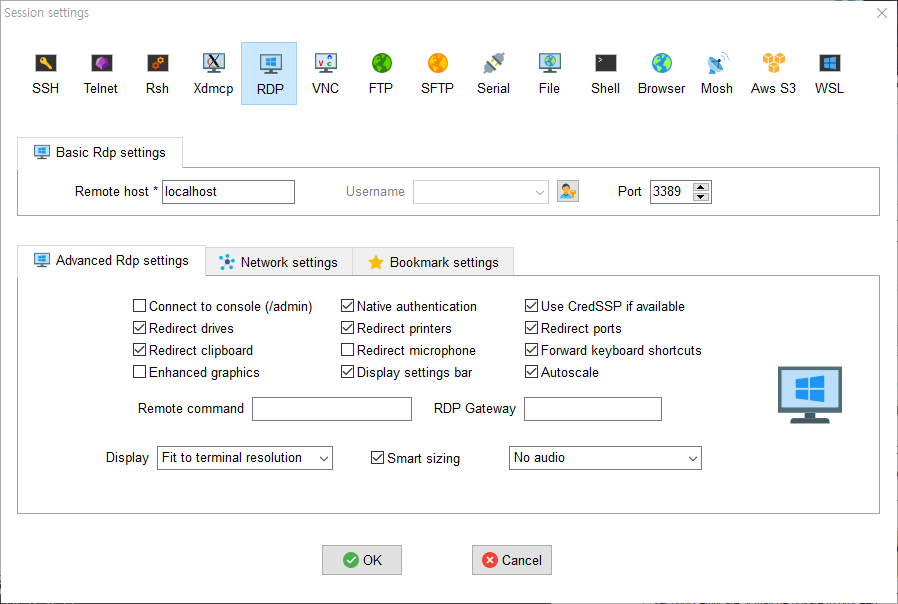 Session settings
SSH Telnet Rsh Xdmcp RDP VNC FTP SFTP Serial File Shell Browser Mosh Aws S3 WSL
Basic Rdp settings
Remote host * localhost Username Port 3389
Advanced Rdp settings Network settings Bookmark settings
Connect to console (/admin) Native authentication Use CredSSP if available
Redirect drives Redirect printers Redirect ports
Redirect clipboard Redirect microphone Forward keyboard shortcuts
Enhanced graphics Display settings bar Autoscale
Remote command RDP Gateway
Display Fit to terminal resolution Smart sizing No audio
OK Cancel